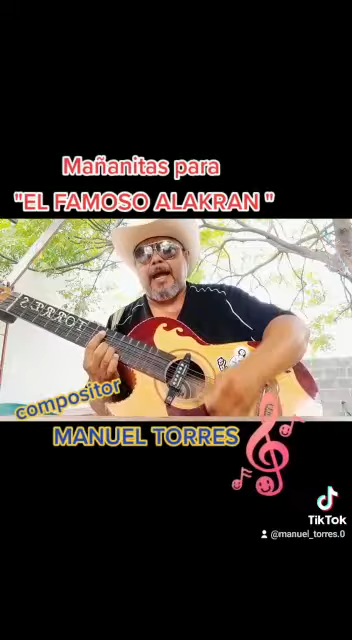 Mañanitas para
"EL FAMOSO ALAKRAN "
compositor
MANUEL TORRES
TikTok
@manuel_torres.0